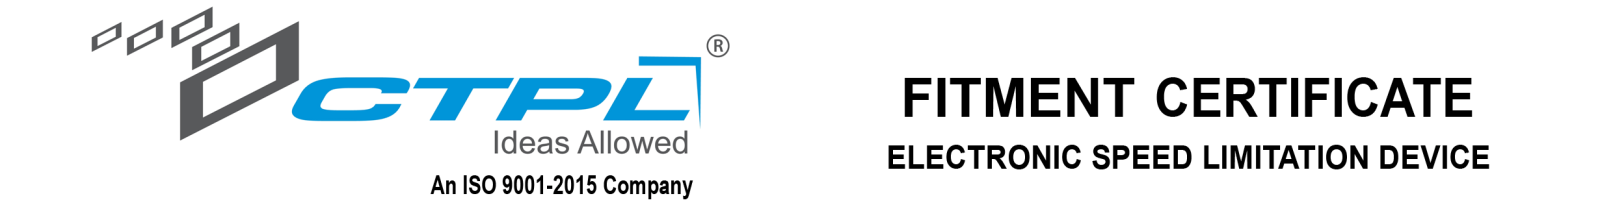 CTPL®
Ideas Allowed
An ISO 9001-2015 Company
FITMENT CERTIFICATE
ELECTRONIC SPEED LIMITATION DEVICE